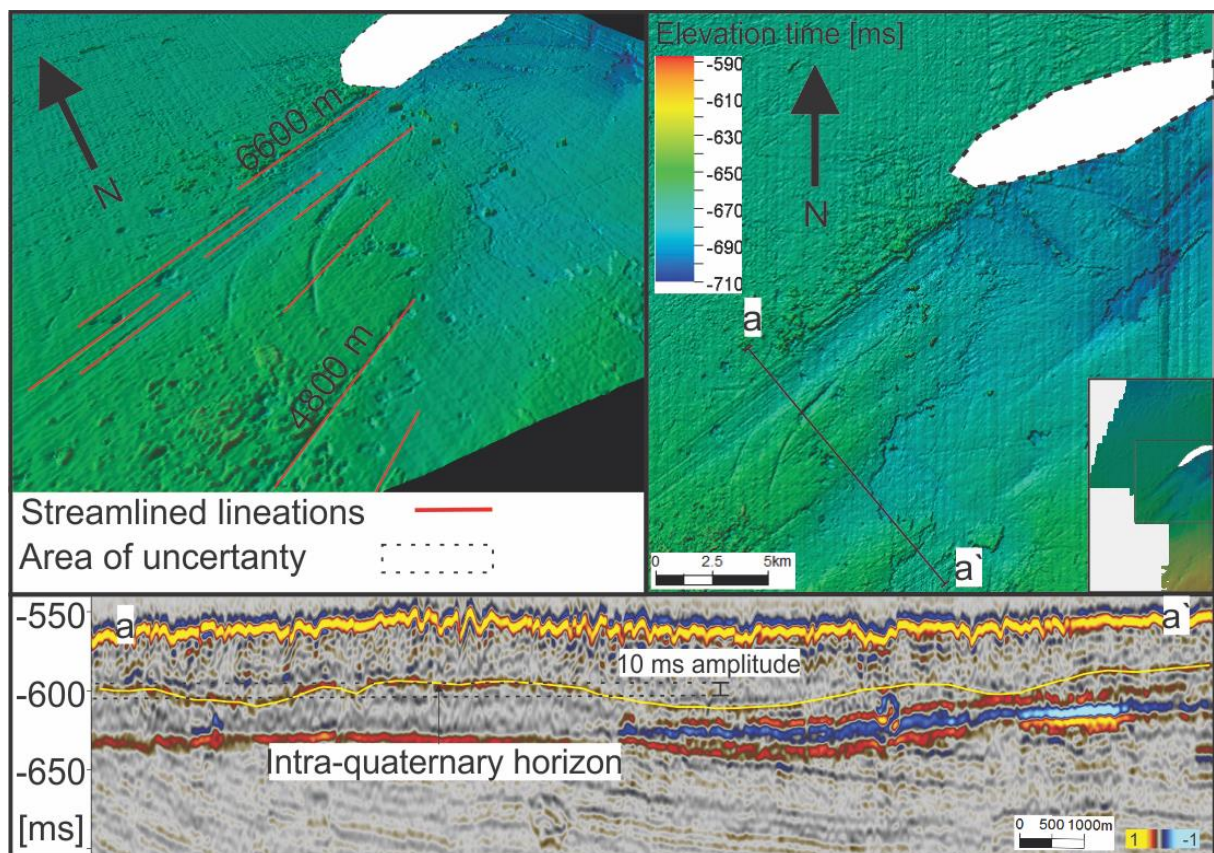 6600 m
N
4800 m
Streamlined lineations
Area of uncertanty
Elevation time [ms]
-590
-610
-630
-650
-670
-690
-710
N
a
a`
0 2.5 5km
-550
-600
-650
[ms]
a
a`
10 ms amplitude
Intra-quaternary horizon
0 500 1000m
1 -1